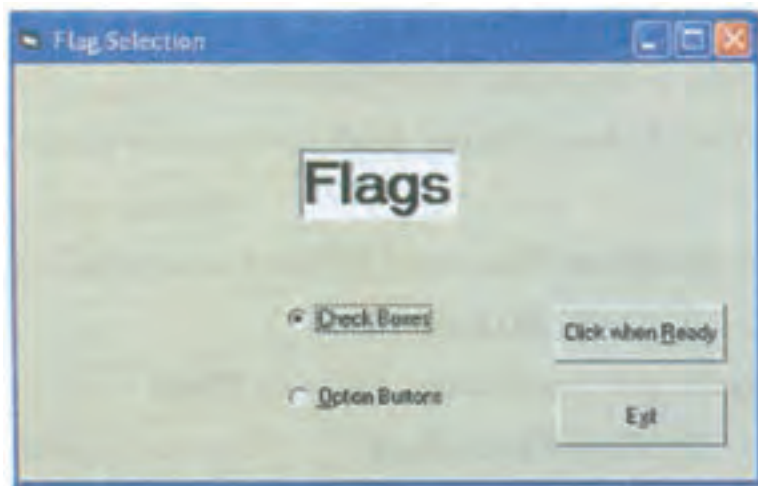 Flag Selection
Flags
Check Boxes
Click when Ready
Option Buttons
Exit